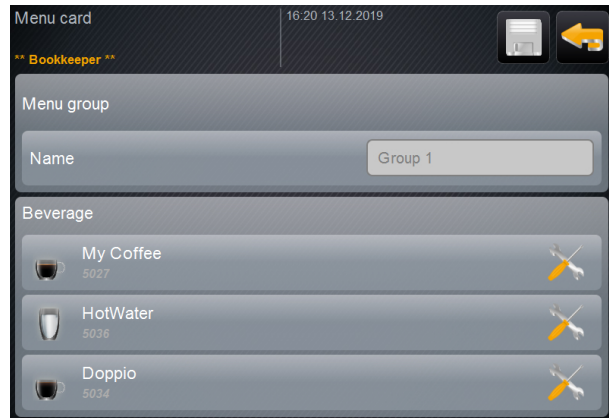 Menu card
16:20 13.12.2019
** Bookkeeper **
Menu group
Name
Group 1
Beverage
My Coffee
5027
HotWater
5036
Doppio
5034